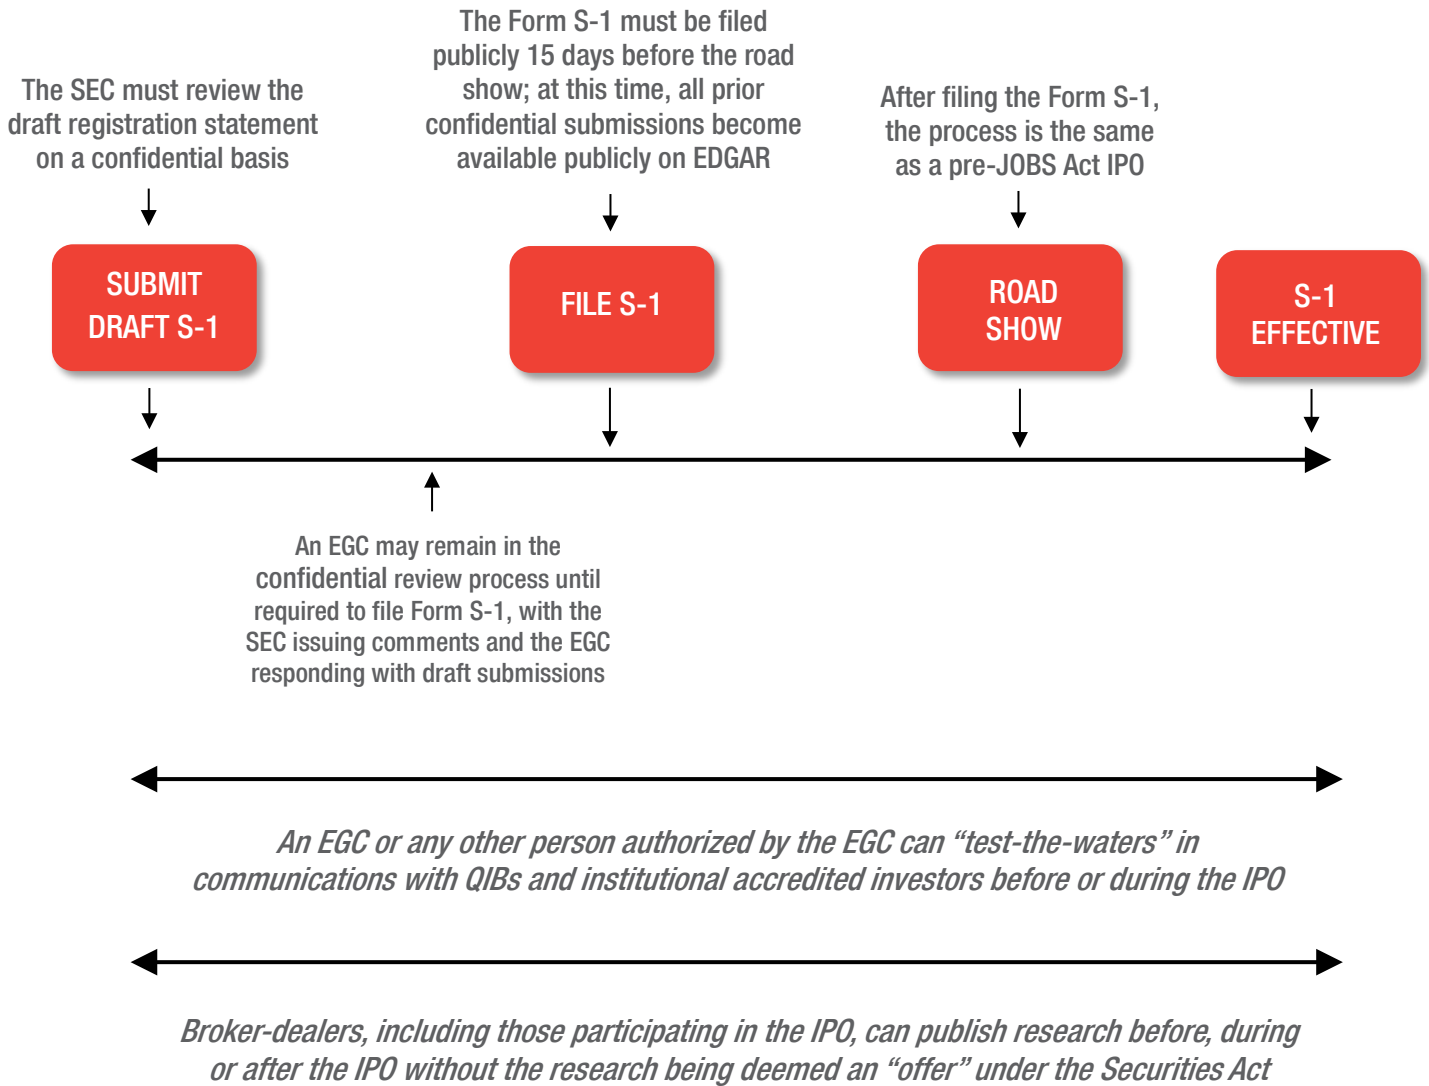 The SEC must review the
draft registration statement
on a confidential basis
The Form S-1 must be filed
publicly 15 days before the road
show; at this time, all prior
confidential submissions become
available publicly on EDGAR
After filing the Form S-1,
the process is the same
as a pre-JOBS Act IPO
SUBMIT
DRAFT S-1
FILE S-1
ROAD
SHOW
S-1
EFFECTIVE
An EGC may remain in the
confidential review process until
required to file Form S-1, with the
SEC issuing comments and the EGC
responding with draft submissions
An EGC or any other person authorized by the EGC can “test-the-waters” in
communications with QIBs and institutional accredited investors before or during the IPO
Broker-dealers, including those participating in the IPO, can publish research before, during
or after the IPO without the research being deemed an “offer” under the Securities Act